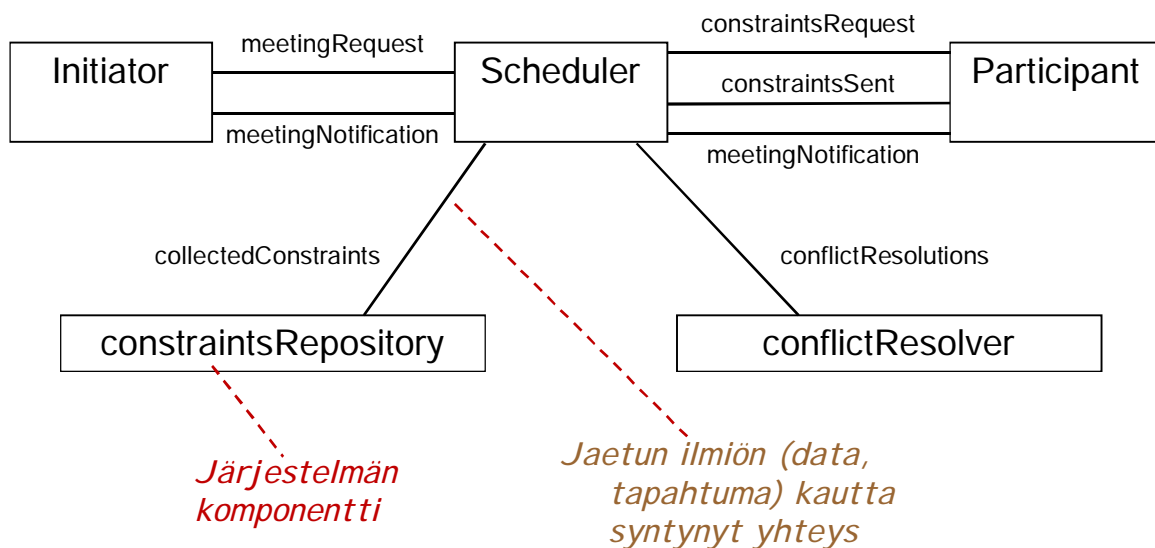 constraintsRequest
meetingRequest
Initiator
Scheduler
Participant
constraintsSent
meetingNotification
meetingNotification
collectedConstraints
conflictResolutions
constraintsRepository
conflictResolver
Järjestelmän
komponentti
Jaetun ilmiön (data,
tapahtuma) kautta
syntynyt yhteys